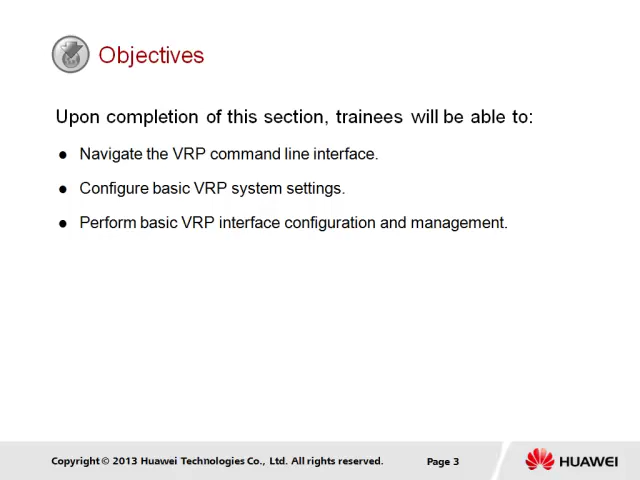 Objectives
Upon completion of this section, trainees will be able to:
● Navigate the VRP command line interface.
● Configure basic VRP system settings.
● Perform basic VRP interface configuration and management.
Copyright © 2013 Huawei Technologies Co., Ltd. All rights reserved.
Page 3
HUAWEI